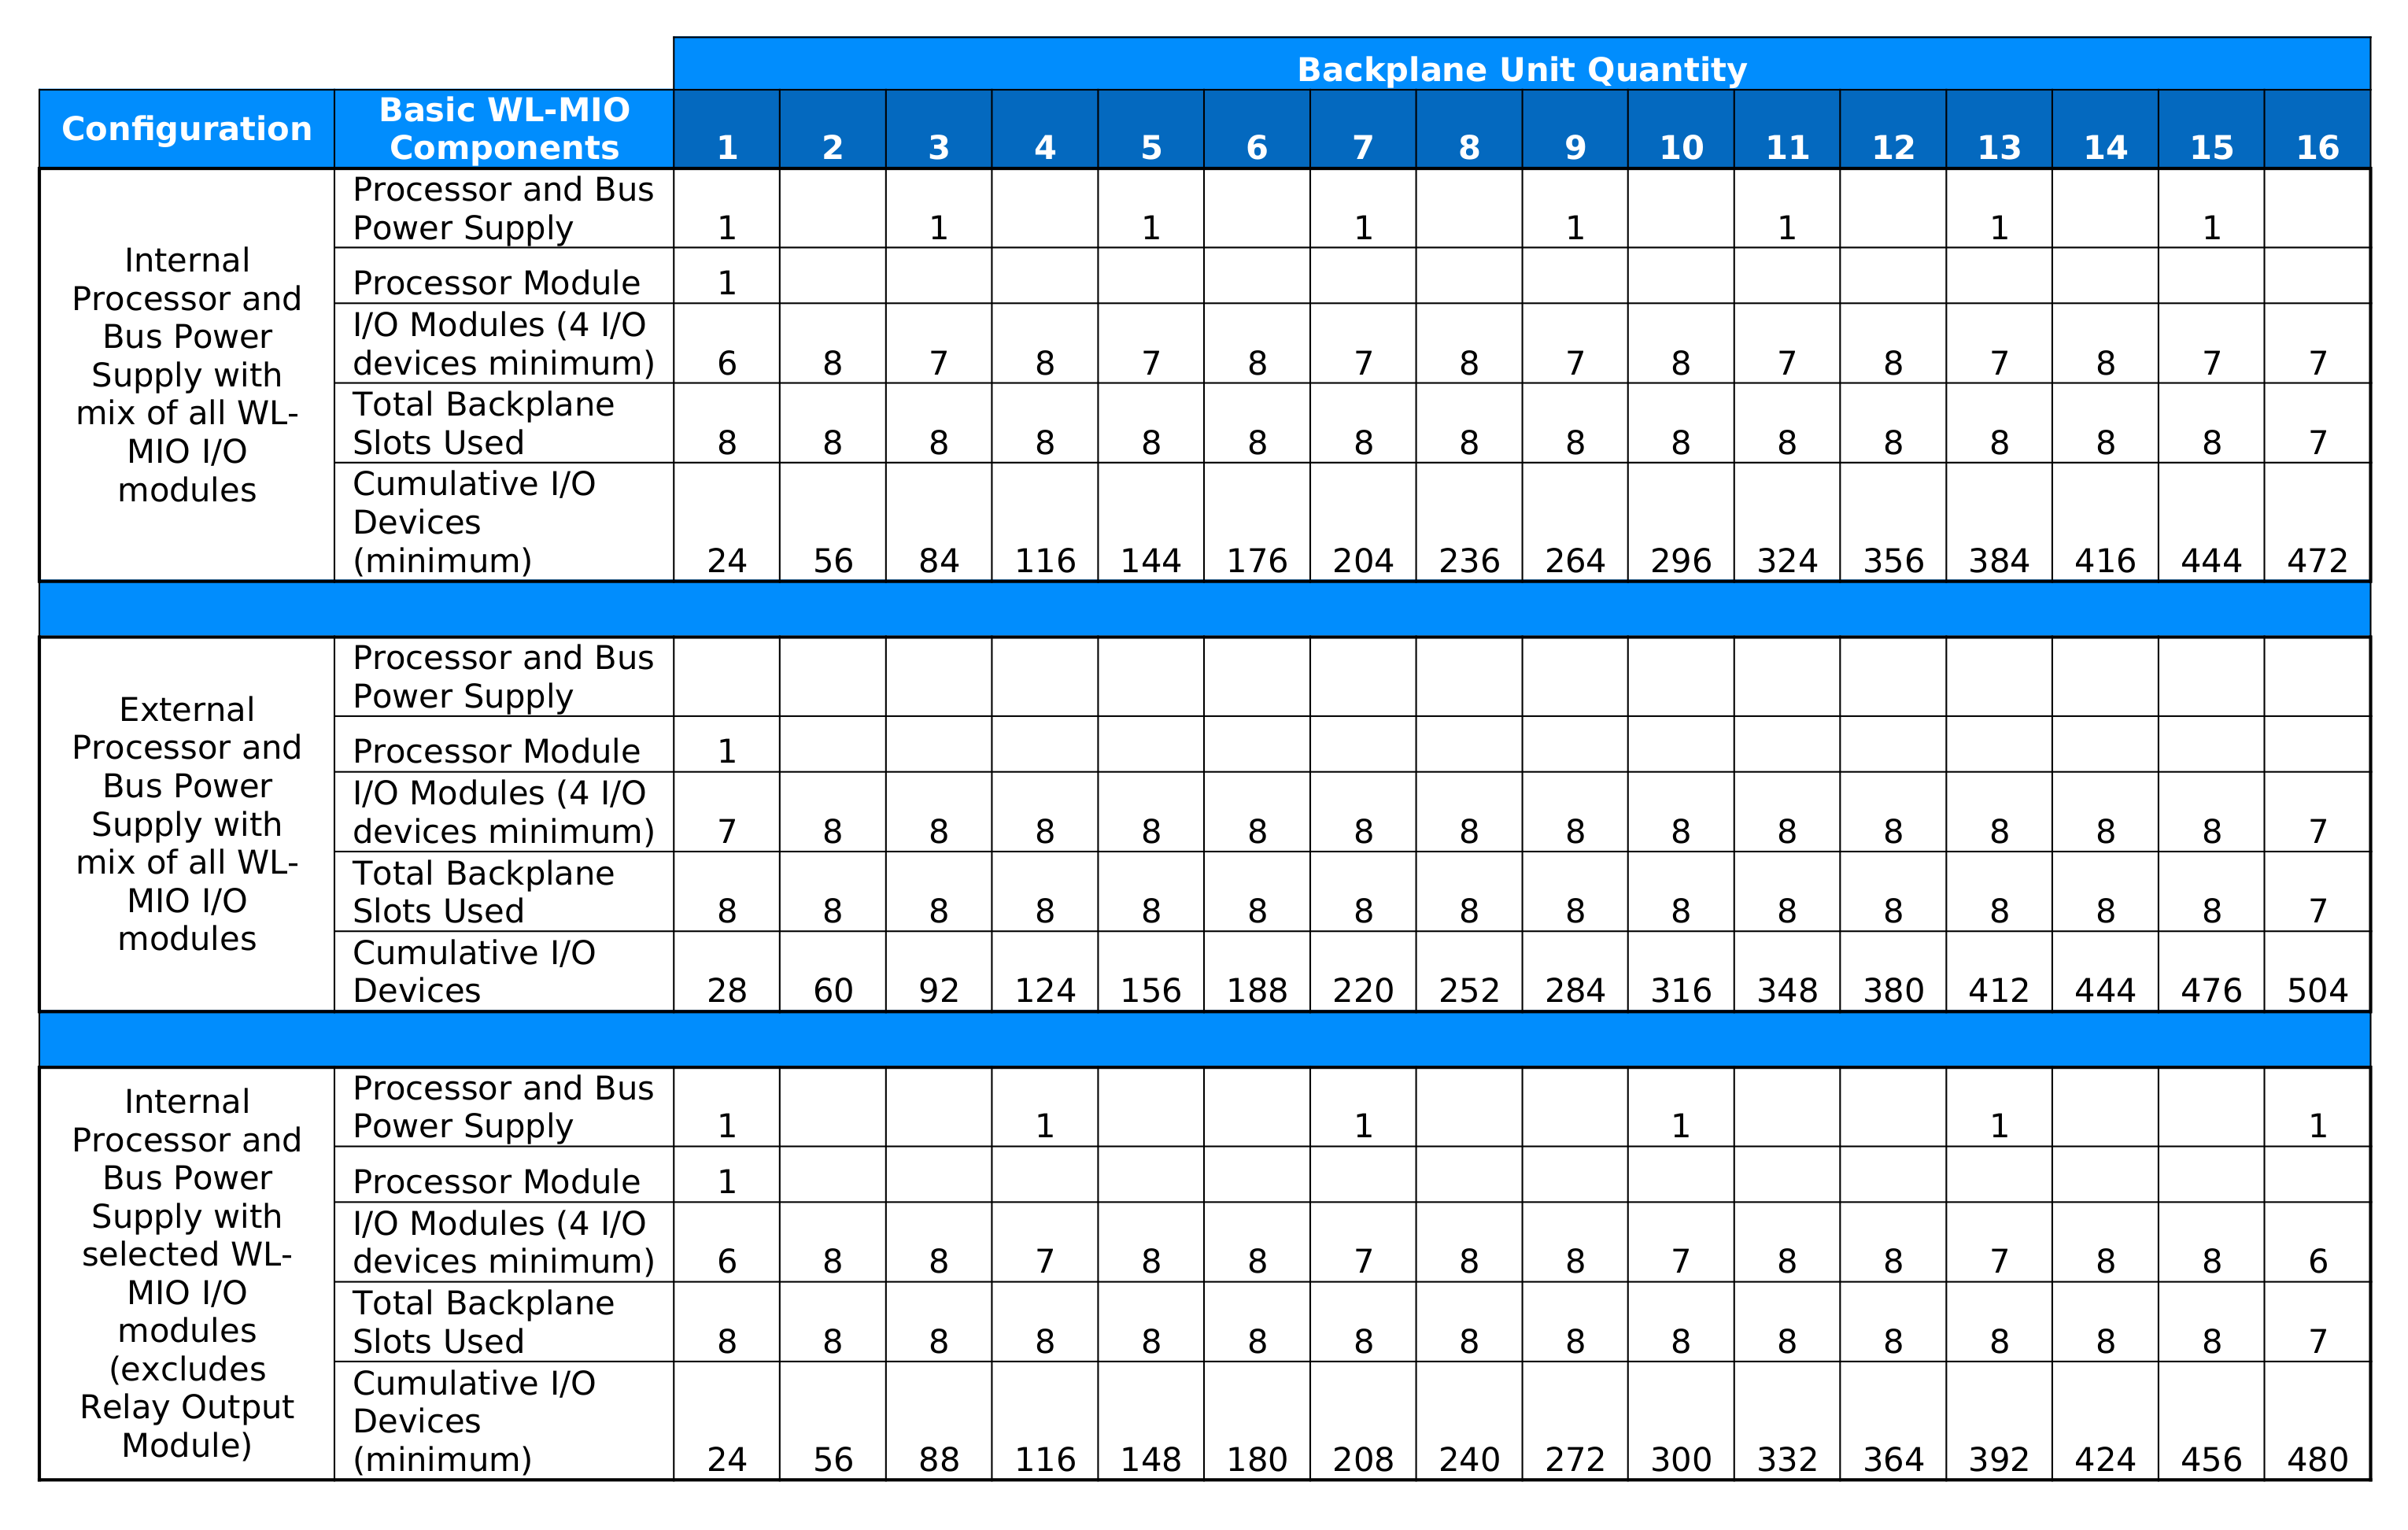 Backplane Unit Quantity
Configuration
Basic WL-MIO
Components
1 2 3 4 5 6 7 8 9 10 11 12 13 14 15 16
Internal
Processor and
Bus Power
Supply with
mix of all WL-
MIO I/O
modules
Processor and Bus
Power Supply 1 1 1 1 1 1 1 1
Processor Module 1
I/O Modules (4 I/O
devices minimum) 6 8 7 8 7 8 7 8 7 8 7 8 7 8 7 7
Total Backplane
Slots Used 8 8 8 8 8 8 8 8 8 8 8 8 8 8 8 7
Cumulative I/O
Devices
(minimum) 24 56 84 116 144 176 204 236 264 296 324 356 384 416 444 472
External
Processor and
Bus Power
Supply with
mix of all WL-
MIO I/O
modules
Processor and Bus
Power Supply
Processor Module 1
I/O Modules (4 I/O
devices minimum) 7 8 8 8 8 8 8 8 8 8 8 8 8 8 8 7
Total Backplane
Slots Used 8 8 8 8 8 8 8 8 8 8 8 8 8 8 8 7
Cumulative I/O
Devices 28 60 92 124 156 188 220 252 284 316 348 380 412 444 476 504
Internal
Processor and
Bus Power
Supply with
selected WL-
MIO I/O
modules
(excludes
Relay Output
Module)
Processor and Bus
Power Supply 1 1 1 1 1 1
Processor Module 1
I/O Modules (4 I/O
devices minimum) 6 8 8 7 8 8 7 8 8 7 8 8 7 8 8 6
Total Backplane
Slots Used 8 8 8 8 8 8 8 8 8 8 8 8 8 8 8 7
Cumulative I/O
Devices
(minimum) 24 56 88 116 148 180 208 240 272 300 332 364 392 424 456 480